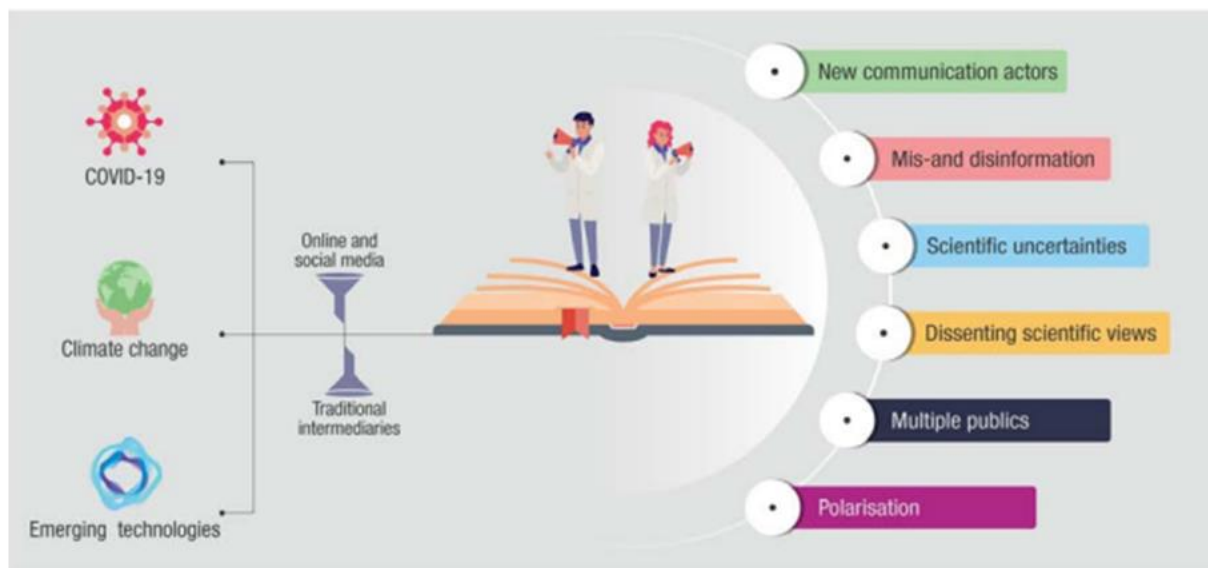 COVID-19
Climate change
Emerging technologies
Online and
social media
Traditional
intermediaries
New communication actors
Mis-and disinformation
Scientific uncertainties
Dissenting scientific views
Multiple publics
Polarisation